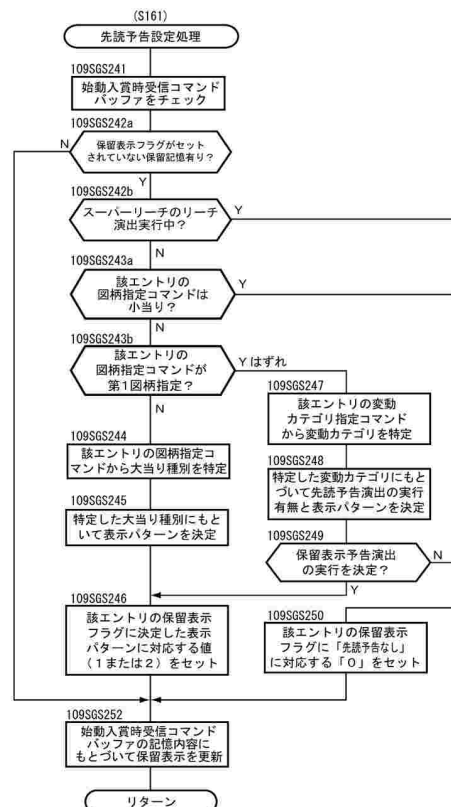 (S161)
先読予告設定処理
109SGS241
始動入賞時受信コマンド
バッファをチェック
109SGS242a
N
保留表示フラグがセット
されていない保留記憶有り？
Y
109SGS242b
スーパーリーチのリーチ
演出実行中？
Y
N
109SGS243a
該エントリの
図柄指定コマンドは
小当り？
Y
N
109SGS243b
該エントリの
図柄指定コマンドが
第1図柄指定？
Y はずれ
N
109SGS247
該エントリの変動
カテゴリ指定コマンド
から変動カテゴリを特定
109SGS244
該エントリの図柄指定コ
マンドから大当り種別を特定
109SGS248
特定した変動カテゴリにもと
づいて先読予告演出の実行
有無と表示パターンを決定
109SGS245
特定した大当り種別にもと
いて表示パターンを決定
109SGS249
保留表示予告演出
の実行を決定？
N
Y
109SGS246
該エントリの保留表示
フラグに決定した表示
パターンに対応する値
（１または２）をセット
109SGS250
該エントリの保留表示
フラグに「先読予告なし」
に対応する「０」をセット
109SGS252
始動入賞時受信コマンド
バッファの記憶内容に
もとづいて保留表示を更新
リターン